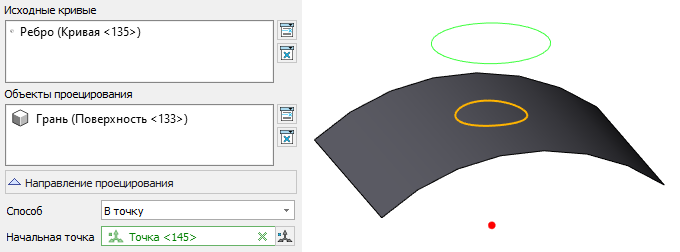 Исходные кривые
Ребро (Кривая <135>)
Объекты проецирования
Грань (Поверхность <133>)
Направление проецирования
Способ
В точку
Начальная точка
Точка <145>